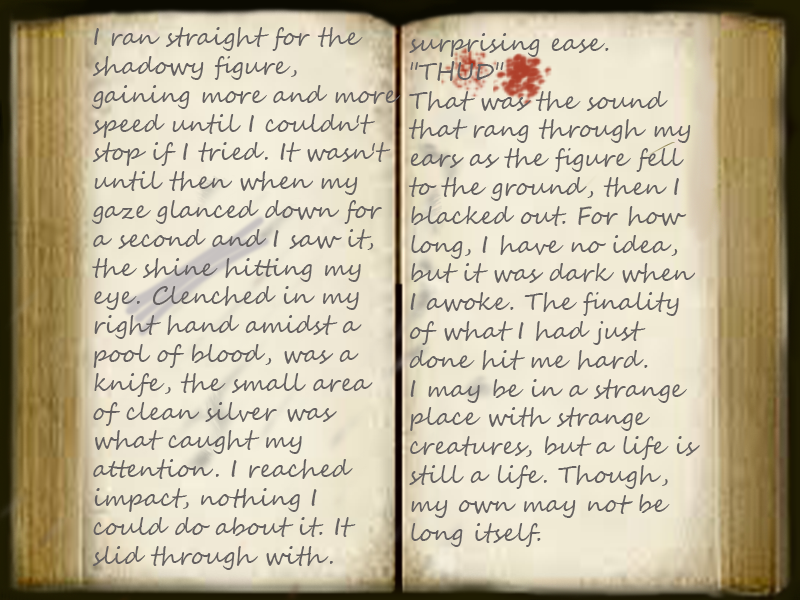 I ran straight for the
shadowy figure,
gaining more and more
speed until I couldn't
stop if I tried. It wasn't
until then when my
gaze glanced down for
a second and I saw it,
the shine hitting my
eye. Clenched in my
right hand amidst a
pool of blood, was a
knife, the small area
of clean silver was
what caught my
attention. I reached
impact, nothing I
could do about it. It
slid through with.
surprising ease.
"THUD"
That was the sound
that rang through my
ears as the figure fell
to the ground, then I
blacked out. For how
long, I have no idea,
but it was dark when
I awoke. The finality
of what I had just
done hit me hard.
I may be in a strange
place with strange
creatures, but a life is
still a life. Though,
my own may not be
long itself.